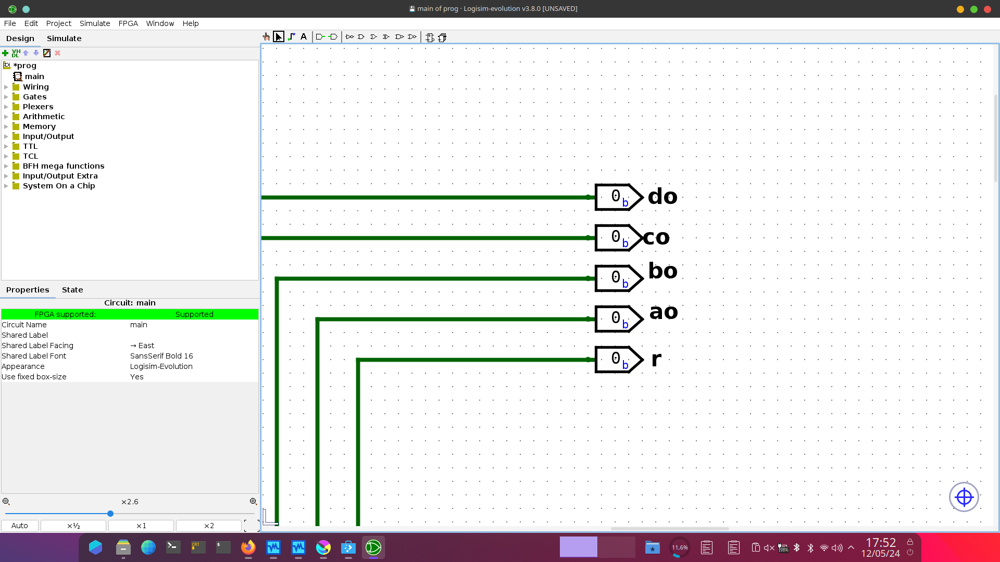 main of prog · Logisim-evolution v3.8.0 [UNSAVED]
File Edit Project Simulate FPGA Window Help
Design Simulate
VH
DL
*prog
main
Wiring
Gates
Plexers
Arithmetic
Memory
Input/Output
TTL
TCL
BFH mega functions
Input/Output Extra
System On a Chip
A
0b do
0b co
0b bo
0b ao
0b r
Properties State
Circuit: main
FPGA supported: Supported
Circuit Name main
Shared Label
Shared Label Facing → East
Shared Label Font SansSerif Bold 16
Appearance Logisim-Evolution
Use fixed box-size Yes
×2.6
Auto ×½ ×1 ×2
CRT
$
11,6%
98%
17:52
12/05/24